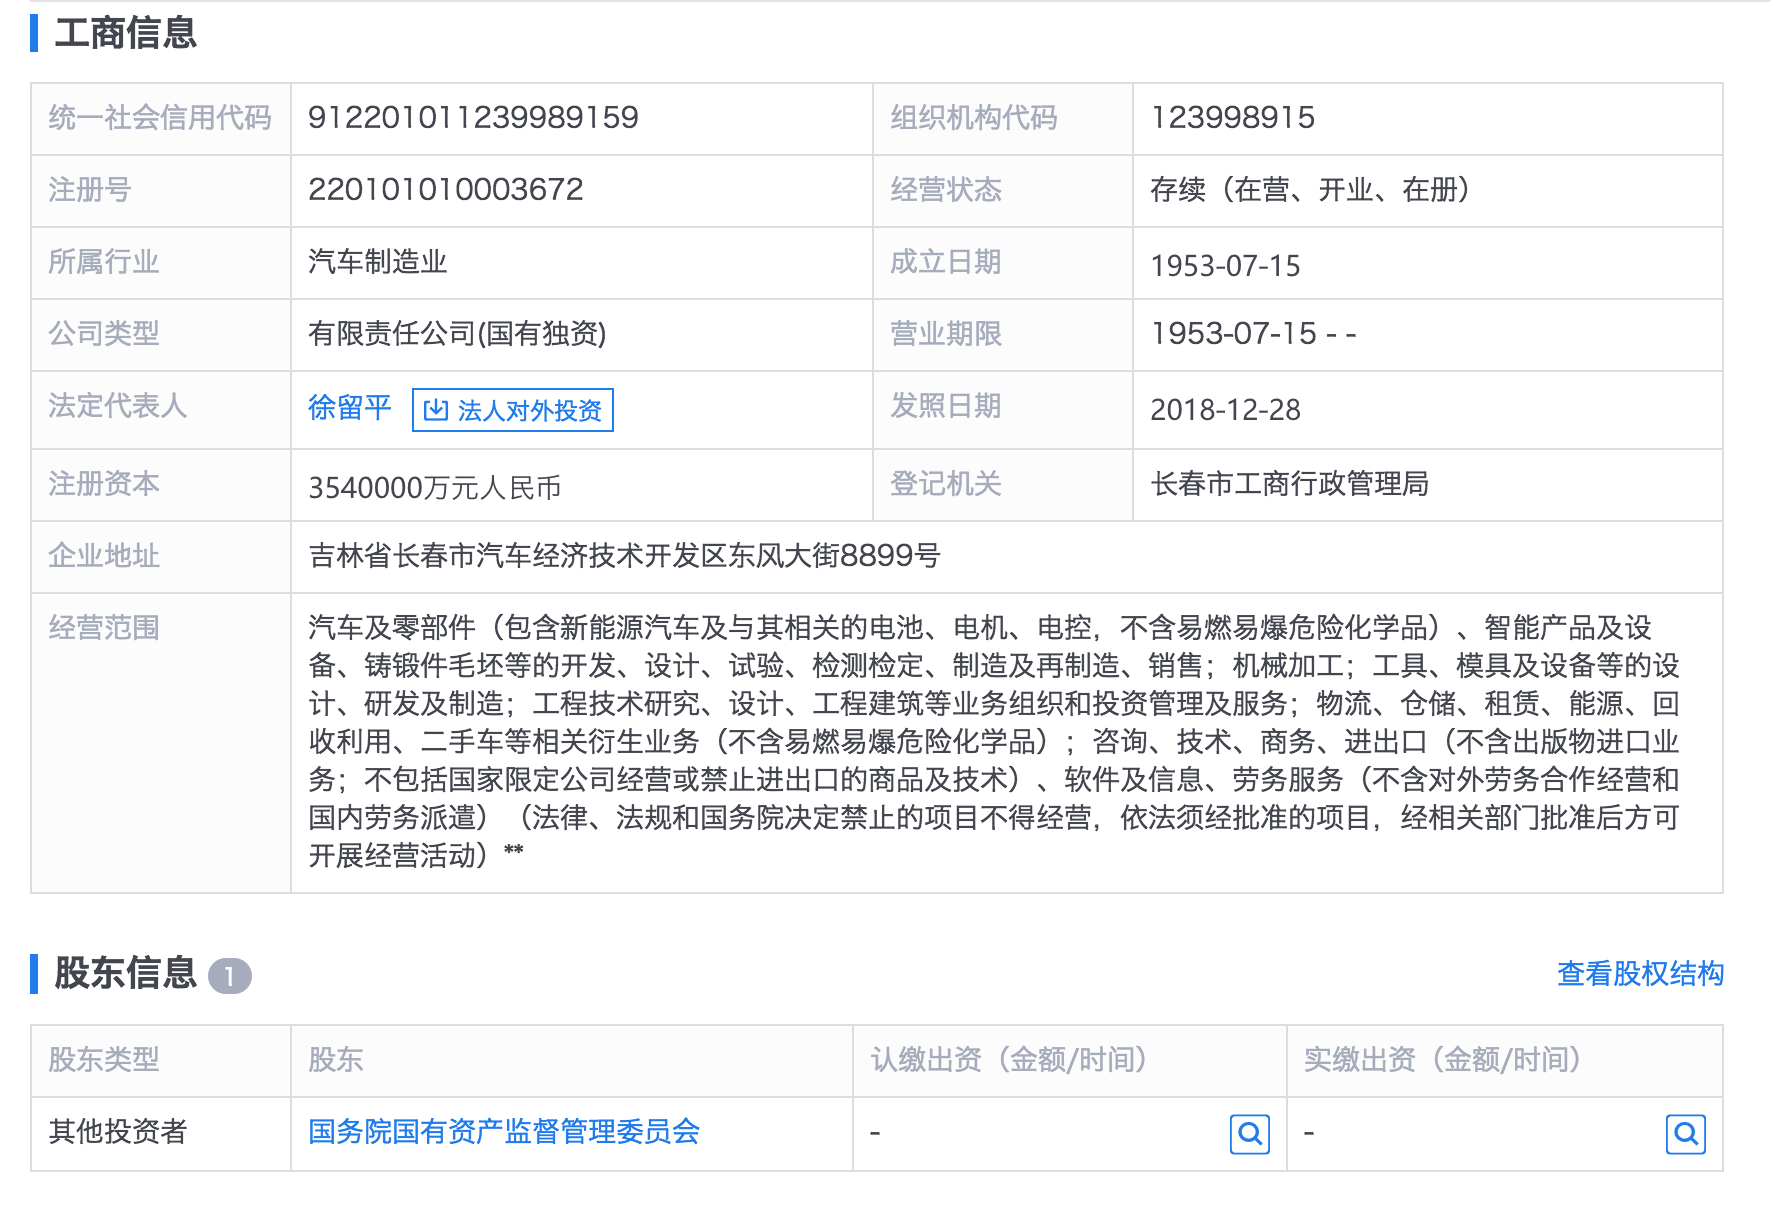 工商信息
统一社会信用代码 912201011239989159 组织机构代码 123998915
注册号 220101010003672 经营状态 存续（在营、开业、在册）
所属行业 汽车制造业 成立日期 1953-07-15
公司类型 有限责任公司(国有独资) 营业期限 1953-07-15 - -
法定代表人 徐留平 法人对外投资 发照日期 2018-12-28
注册资本 3540000万元人民币 登记机关 长春市工商行政管理局
企业地址 吉林省长春市汽车经济技术开发区东风大街8899号
经营范围 汽车及零部件（包含新能源汽车及与其相关的电池、电机、电控，不含易燃易爆危险化学品）、智能产品及设
备、铸锻件毛坯等的开发、设计、试验、检测检定、制造及再制造、销售；机械加工；工具、模具及设备等的设
计、研发及制造；工程技术研究、设计、工程建筑等业务组织和投资管理及服务；物流、仓储、租赁、能源、回
收利用、二手车等相关衍生业务（不含易燃易爆危险化学品）；咨询、技术、商务、进出口（不含出版物进口业
务；不包括国家限定公司经营或禁止进出口的商品及技术）、软件及信息、劳务服务（不含对外劳务合作经营和
国内劳务派遣）（法律、法规和国务院决定禁止的项目不得经营，依法须经批准的项目，经相关部门批准后方可
开展经营活动）**
股东信息 1 查看股权结构
股东类型 股东 认缴出资（金额/时间） 实缴出资（金额/时间）
其他投资者 国务院国有资产监督管理委员会 - -